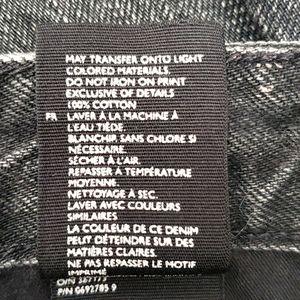 MAY TRANSFER ONTO LIGHT
COLORED MATERIALS.
DO NOT IRON ON PRINT
EXCLUSIVE OF DETAILS
100% COTTON
FR LAVER À LA MACHINE À
L'EAU TIÈDE.
BLANCHIR, SANS CHLORE SI
NÉCESSAIRE.
SÉCHER À L'AIR.
REPASSER À TEMPÉRATURE
MOYENNE.
NETTOYAGE À SEC.
LAVER AVEC COULEURS
SIMILAIRES
LA COULEUR DE CE DENIM
PEUT DÉTEINDRE SUR DES
MATIÈRES CLAIRES.
NE PAS REPASSER LE MOTIF
IMPRIMÉ
P/N 0692785 9